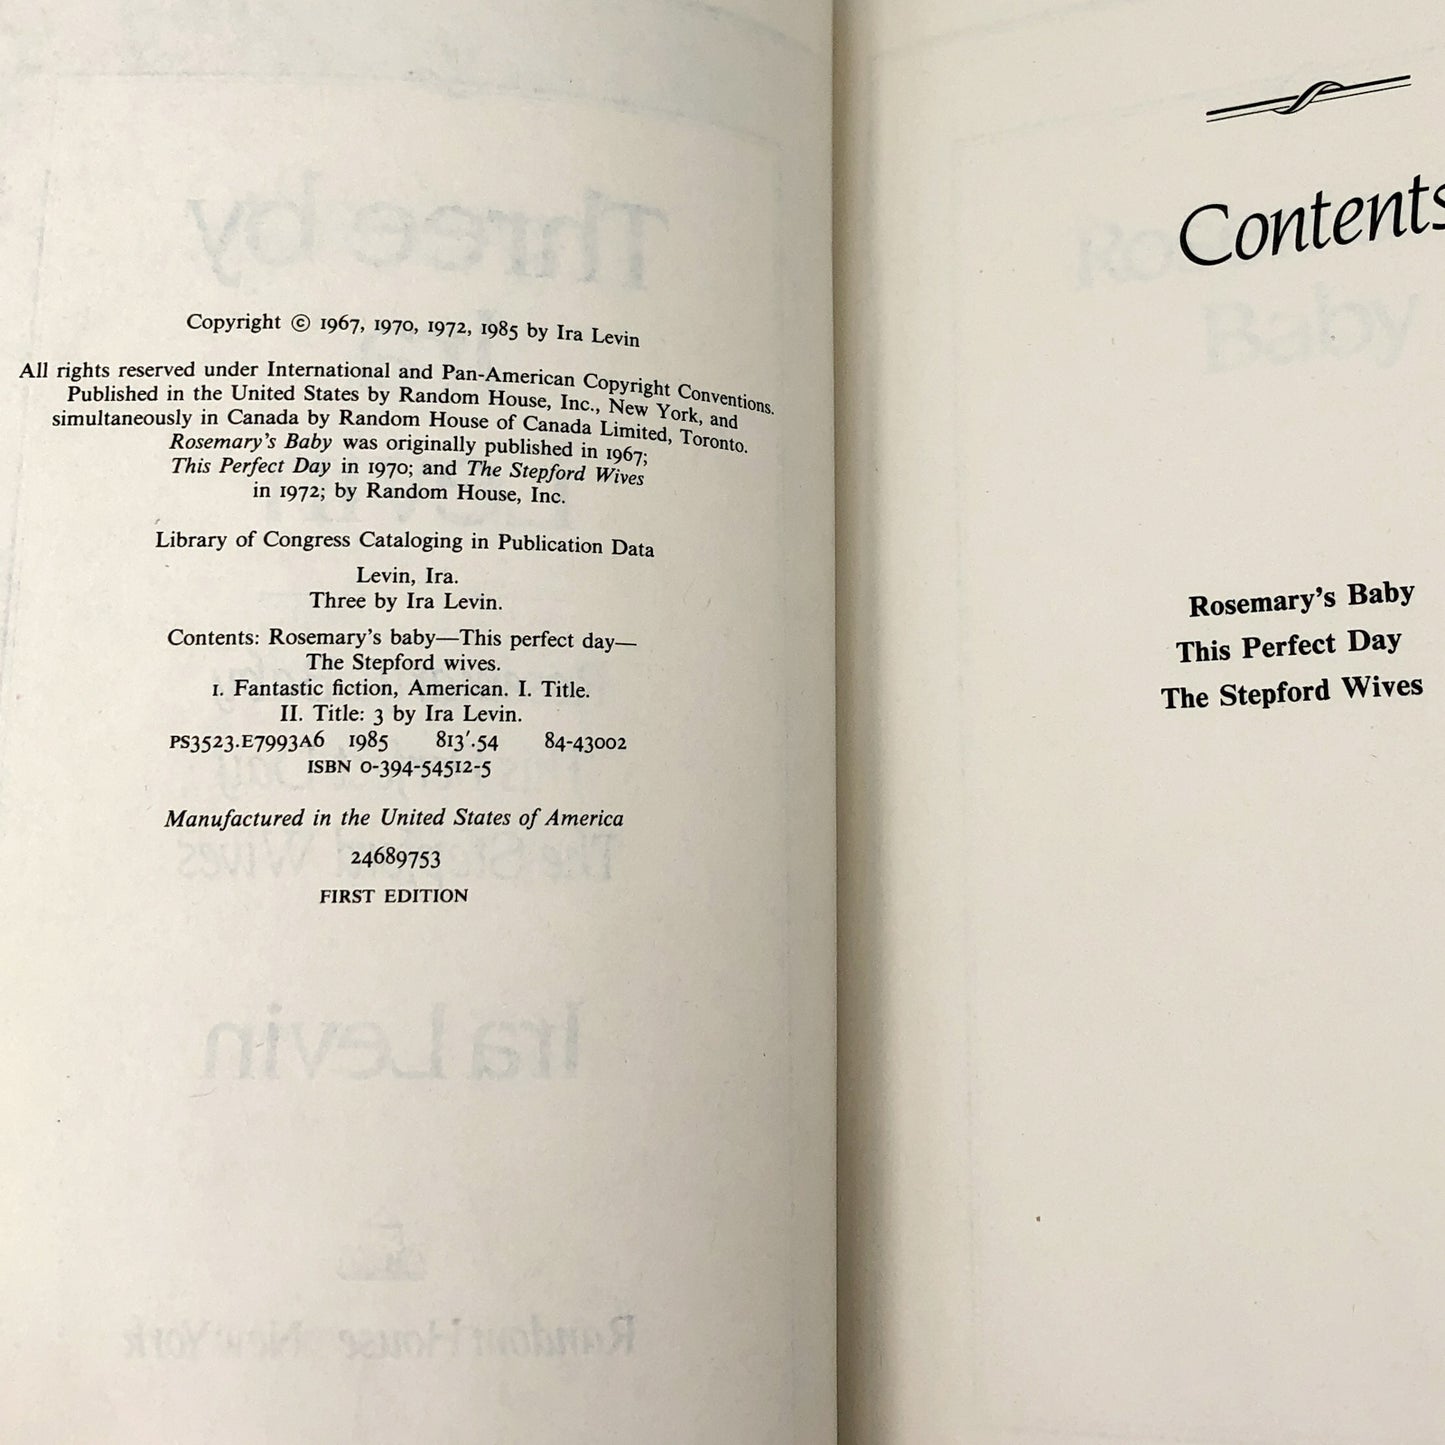 Copyright © 1967, 1970, 1972, 1985 by Ira Levin
All rights reserved under International and Pan-American Copyright Conventions.
Published in the United States by Random House, Inc., New York, and
simultaneously in Canada by Random House of Canada Limited, Toronto.
Rosemary's Baby was originally published in 1967;
This Perfect Day in 1970; and The Stepford Wives
in 1972; by Random House, Inc.
Library of Congress Cataloging in Publication Data
Levin, Ira.
Three by Ira Levin.
Contents: Rosemary's baby—This perfect day—
The Stepford wives.
1. Fantastic fiction, American. I. Title.
II. Title: 3 by Ira Levin.
PS3523.E7993A6 1985 813'.54 84-43002
ISBN 0-394-54512-5
Manufactured in the United States of America
24689753
FIRST EDITION
Contents
Rosemary's Baby
This Perfect Day
The Stepford Wives